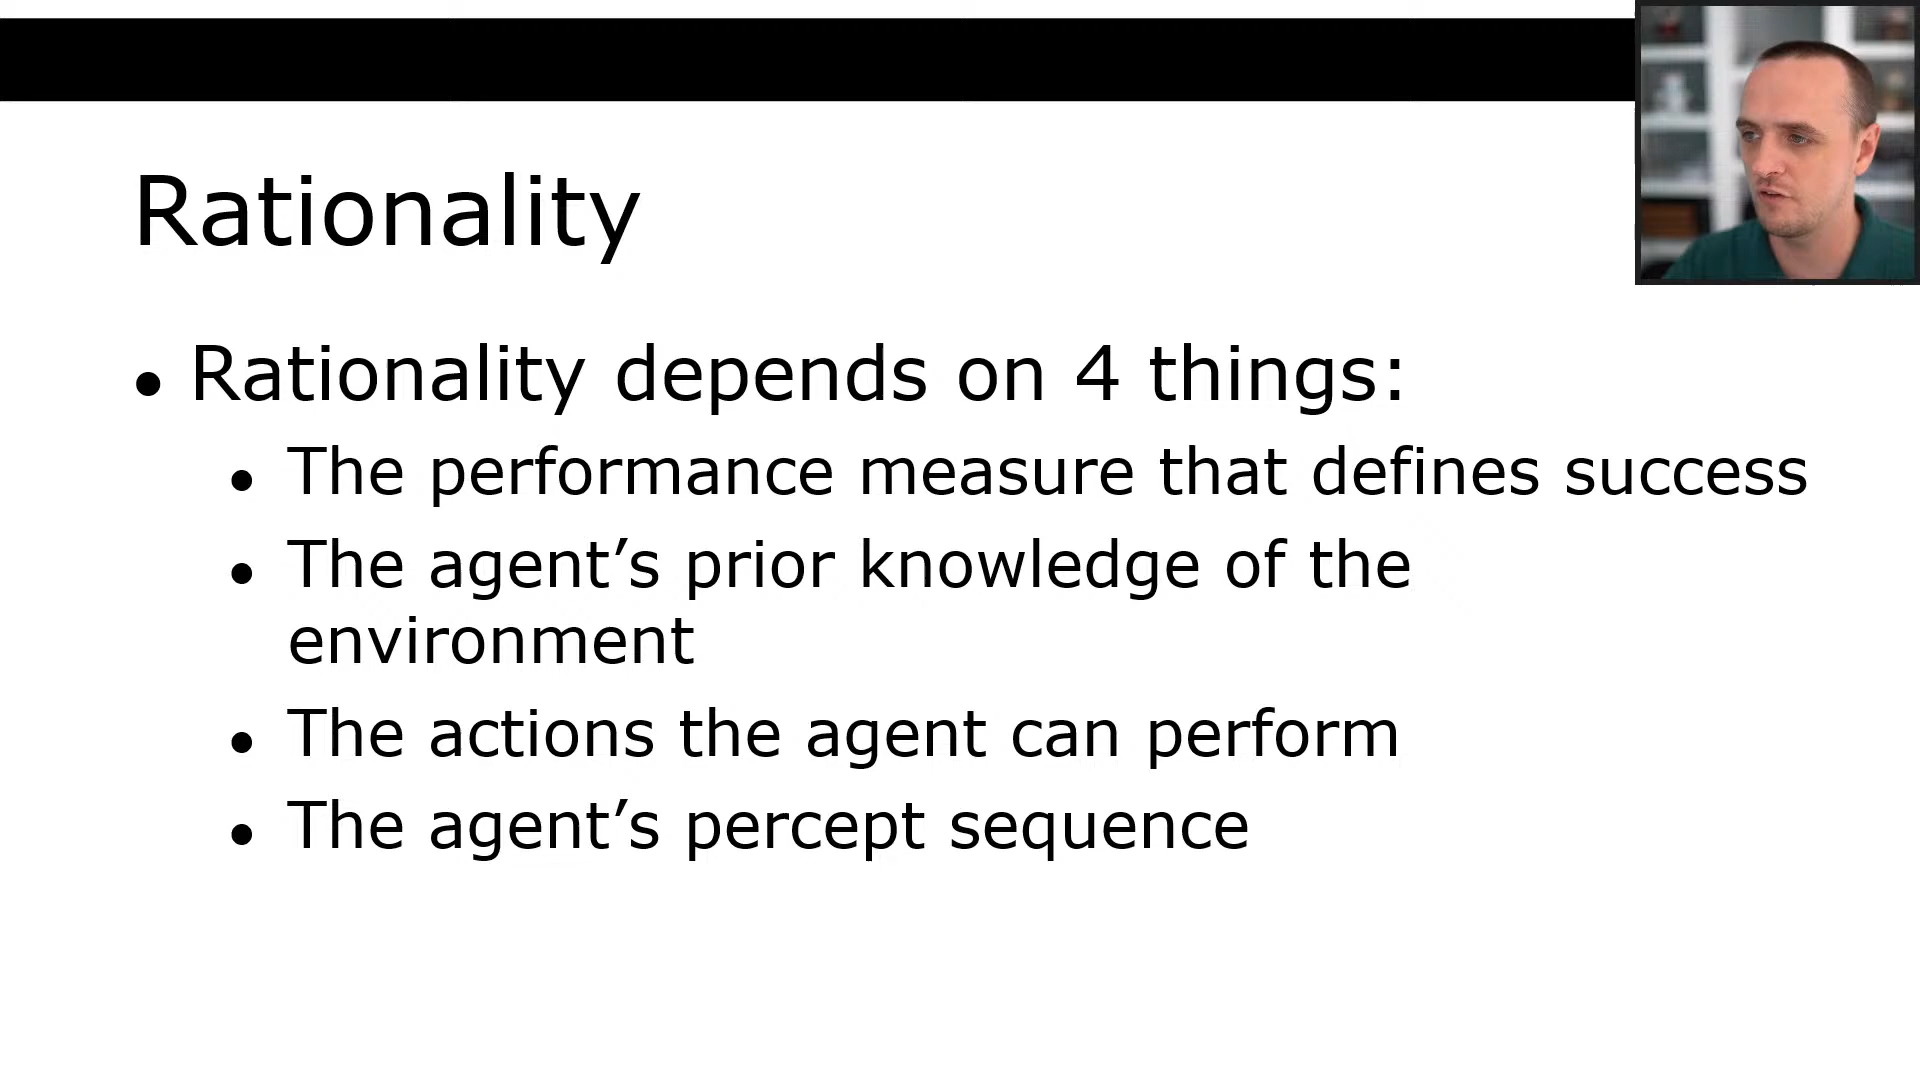 Rationality
• Rationality depends on 4 things:
• The performance measure that defines success
• The agent’s prior knowledge of the
environment
• The actions the agent can perform
• The agent’s percept sequence